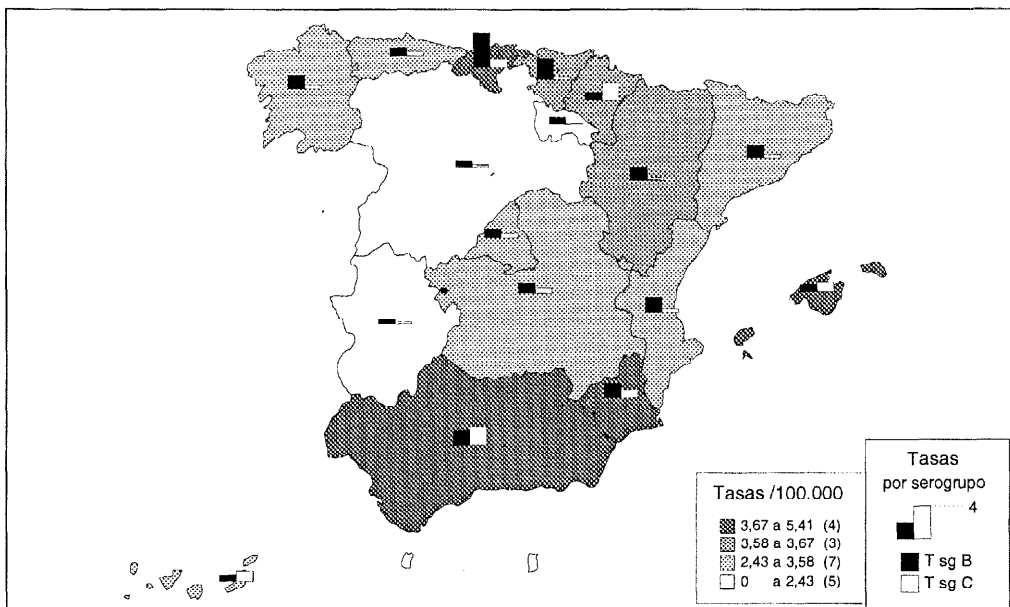 Tasas /100.000
3,67 a 5,41 (4)
3,58 a 3,67 (3)
2,43 a 3,58 (7)
0 a 2,43 (5)
Tasas
por serogrupo
4
T sg B
T sg C